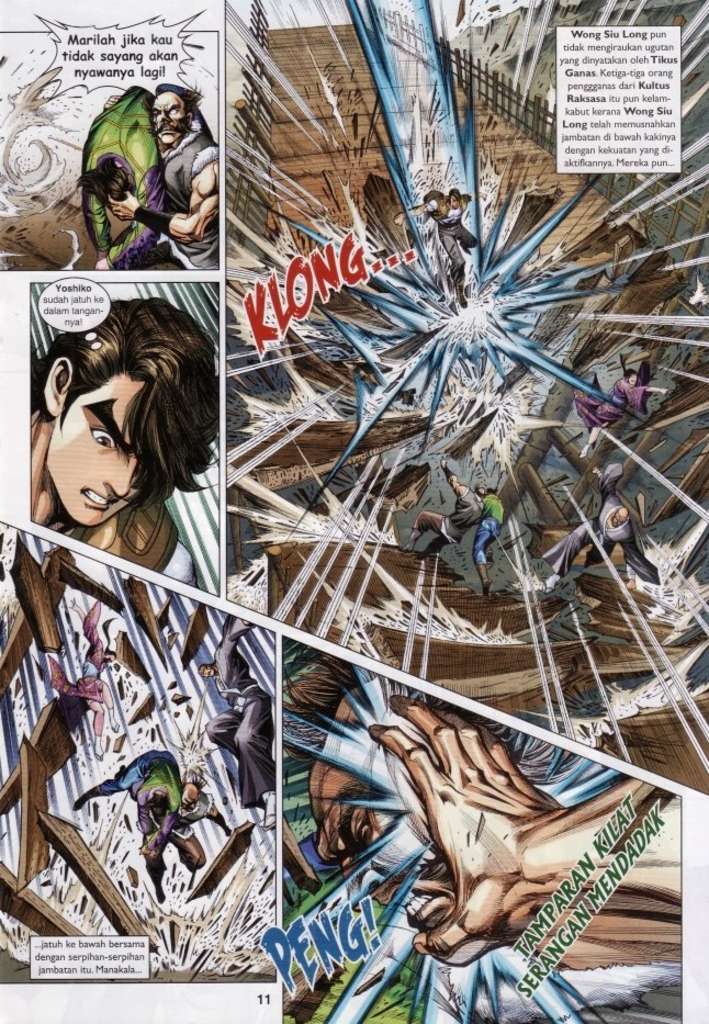 Marilah jika kau
tidak sayang akan
nyawanya lagi!
Wong Siu Long pun
tidak mengiraukan ugutan
yang dinyatakan oleh Tikus
Ganas. Ketiga-tiga orang
pengganas dari Kultus
Raksasa itu pun kelam-
kabut kerana Wong Siu
Long telah memusnahkan
jambatan di bawah kakinya
dengan kekuatan yang di-
aktifkannya. Mereka pun...
KLONG...
Yoshiko
sudah jatuh ke
dalam tangan-
nya!
...jatuh ke bawah bersama
dengan serpihan-serpihan
jambatan itu. Manakala...
PENG!
TAMPARAN KILAT
SERANGAN MENDADAK
11